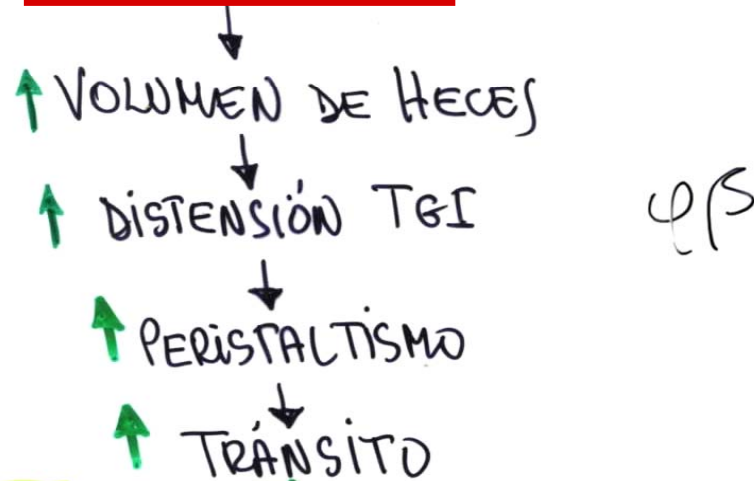 ↑ VOLUMEN DE HECES
↑ DISTENSIÓN TGI
↑ PERISTALTISMO
↑ TRÁNSITO